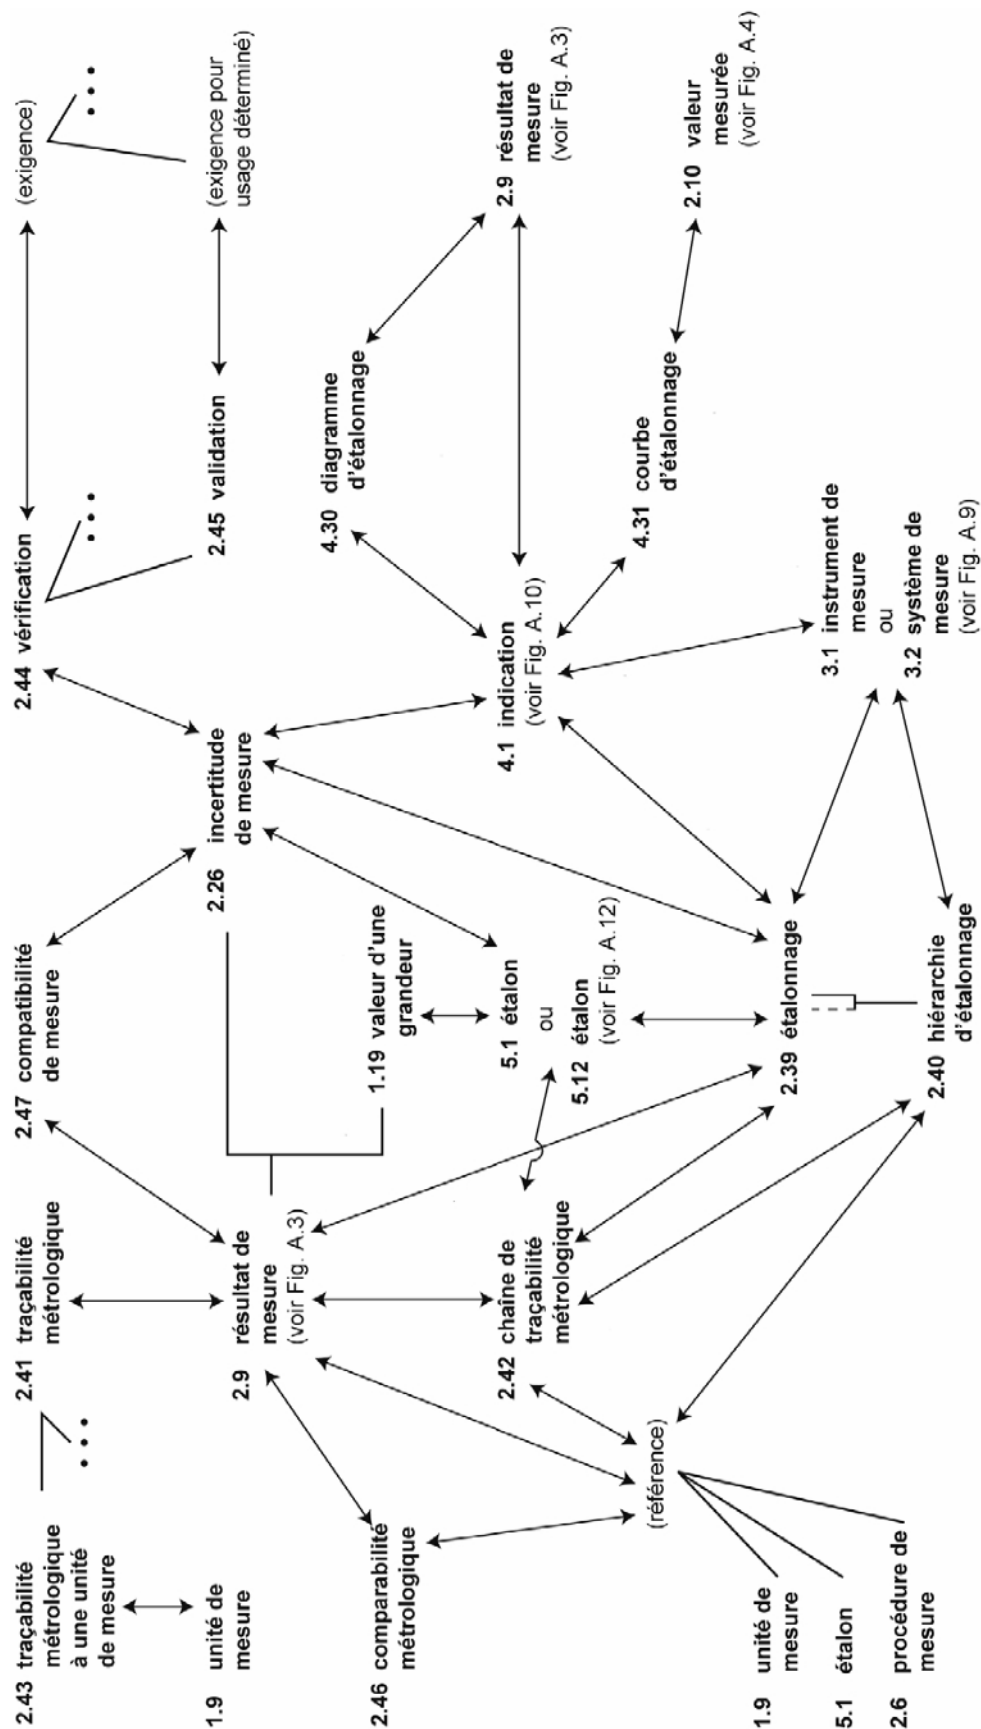 2.43 traçabilité
métrologique
à une unité
de mesure
1.9 unité de
mesure
2.41 traçabilité
métrologique
2.47 compatibilité
de mesure
2.44 vérification
(exigence)
2.45 validation
(exigence pour
usage déterminé)
2.9 résultat de
mesure
(voir Fig. A.3)
2.26 incertitude
de mesure
1.19 valeur d'une
grandeur
2.46 comparabilité
métrologique
2.42 chaîne de
traçabilité
métrologique
5.1 étalon
ou
5.12 étalon
(voir Fig. A.12)
4.1 indication
(voir Fig. A.10)
4.30 diagramme
d'étalonnage
2.9 résultat de
mesure
(voir Fig. A.3)
4.31 courbe
d'étalonnage
2.10 valeur
mesurée
(voir Fig. A.4)
(référence)
1.9 unité de
mesure
5.1 étalon
2.6 procédure de
mesure
2.39 étalonnage
2.40 hiérarchie
d'étalonnage
3.1 instrument de
mesure
ou
3.2 système de
mesure
(voir Fig. A.9)